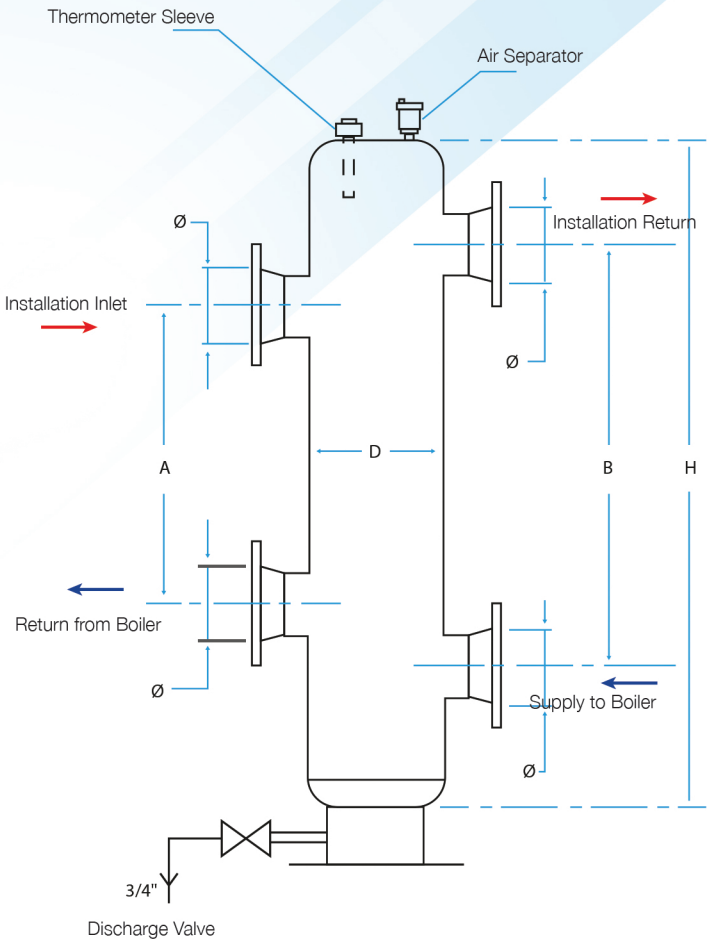 Thermometer Sleeve
Air Separator
Ø
Installation Return
Installation Inlet
Ø
D
A
B
H
Return from Boiler
Ø
Supply to Boiler
Ø
3/4"
Discharge Valve